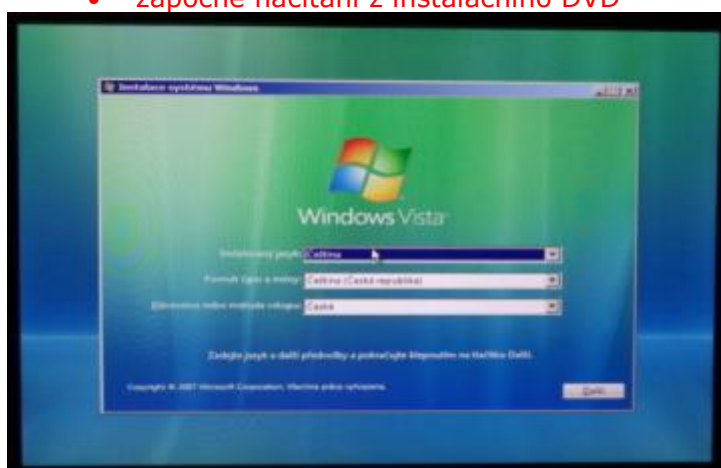 • započne načítání z instalačního DVD
Instalace systému Windows
Windows Vista
Instalovaný jazyk: Čeština
Formát času a měny: Čeština (Česká republika)
Klávesnice nebo metoda vstupu: Česká
Zadejte jazyk a další předvolby a pokračujte klepnutím na tlačítko Další.
Copyright © 2007 Microsoft Corporation. Všechna práva vyhrazena.
Další